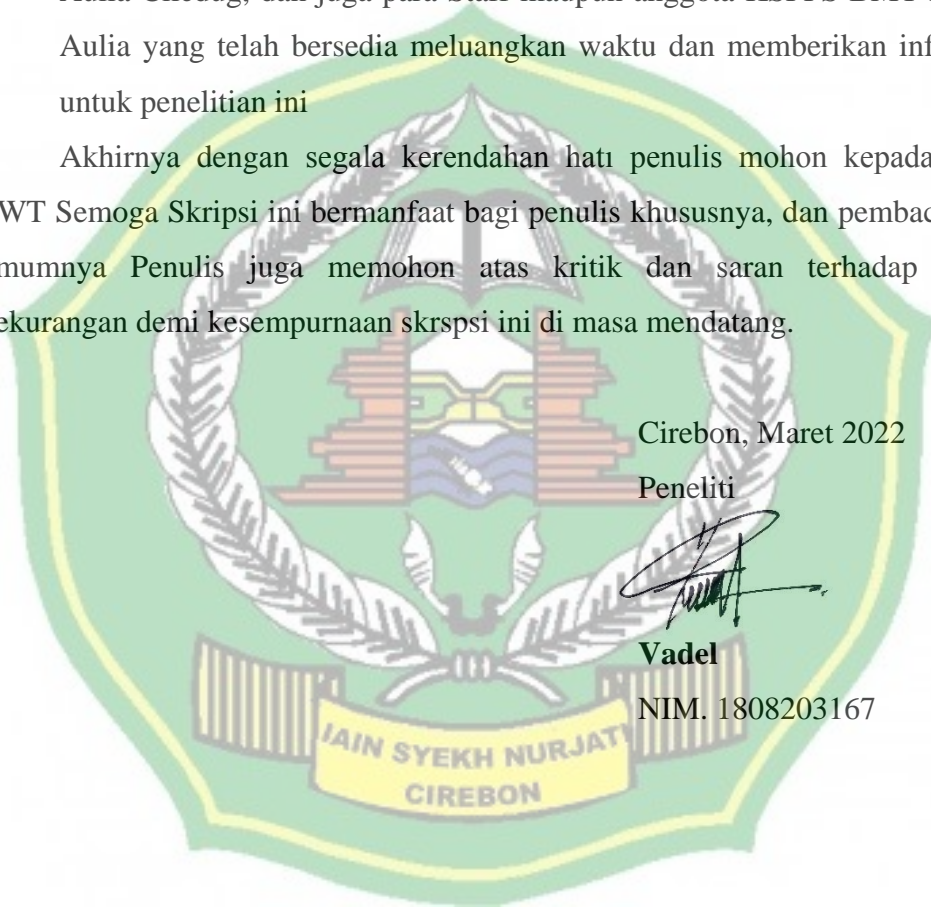 Aulia yang telah bersedia meluangkan waktu dan memberikan inf
untuk penelitian ini
Akhirnya dengan segala kerendahan hatı penulis mohon kepada
WT Semoga Skripsi ini bermanfaat bagi penulis khususnya, dan pembac
mumnya Penulis juga memohon atas kritik dan saran terhadap
ekurangan demi kesempurnaan skrspsi ini di masa mendatang.
Cirebon, Maret 2022
Peneliti
Vadel
NIM. 1808203167
IAIN SYEKH NURJATI
CIREBON